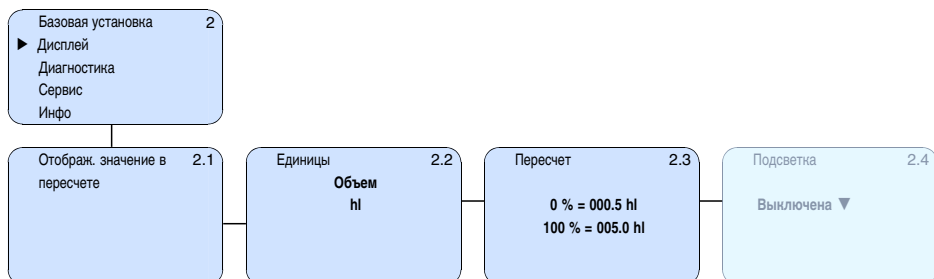 Базовая установка 2
▶ Дисплей
Диагностика
Сервис
Инфо
Отображ. значение в 2.1
пересчете
Единицы 2.2
Объем
hl
Пересчет 2.3
0 % = 000.5 hl
100 % = 005.0 hl
Подсветка 2.4
Выключена ▼